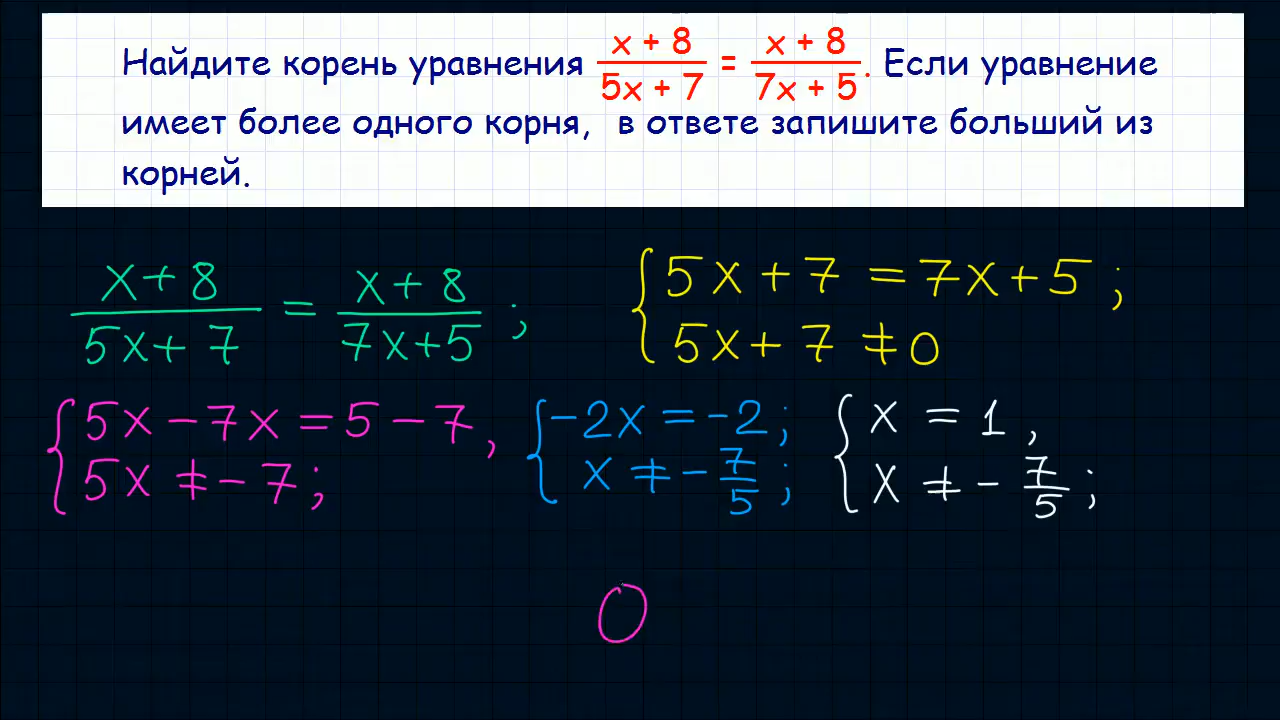 Найдите корень уравнения (x + 8)/(5x + 7) = (x + 8)/(7x + 5). Если уравнение
имеет более одного корня, в ответе запишите больший из
корней.
(x + 8)/(5x + 7) = (x + 8)/(7x + 5) ;
{ 5x + 7 = 7x + 5 ;
5x + 7 ≠ 0
{ 5x − 7x = 5 − 7 ,
5x ≠ − 7 ;
{ −2x = −2 ;
x ≠ − 7/5 ;
{ x = 1 ,
x ≠ − 7/5 ;
О